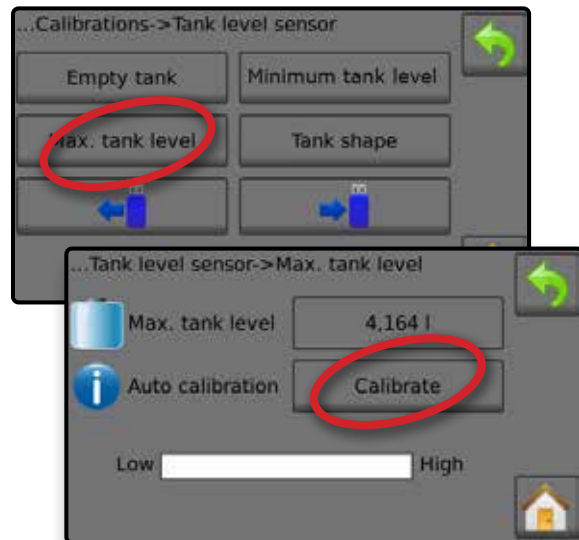 ...Calibrations->Tank level sensor
Empty tank
Minimum tank level
Max. tank level
Tank shape
...Tank level sensor->Max. tank level
Max. tank level
4,164 l
Auto calibration
Calibrate
Low
High